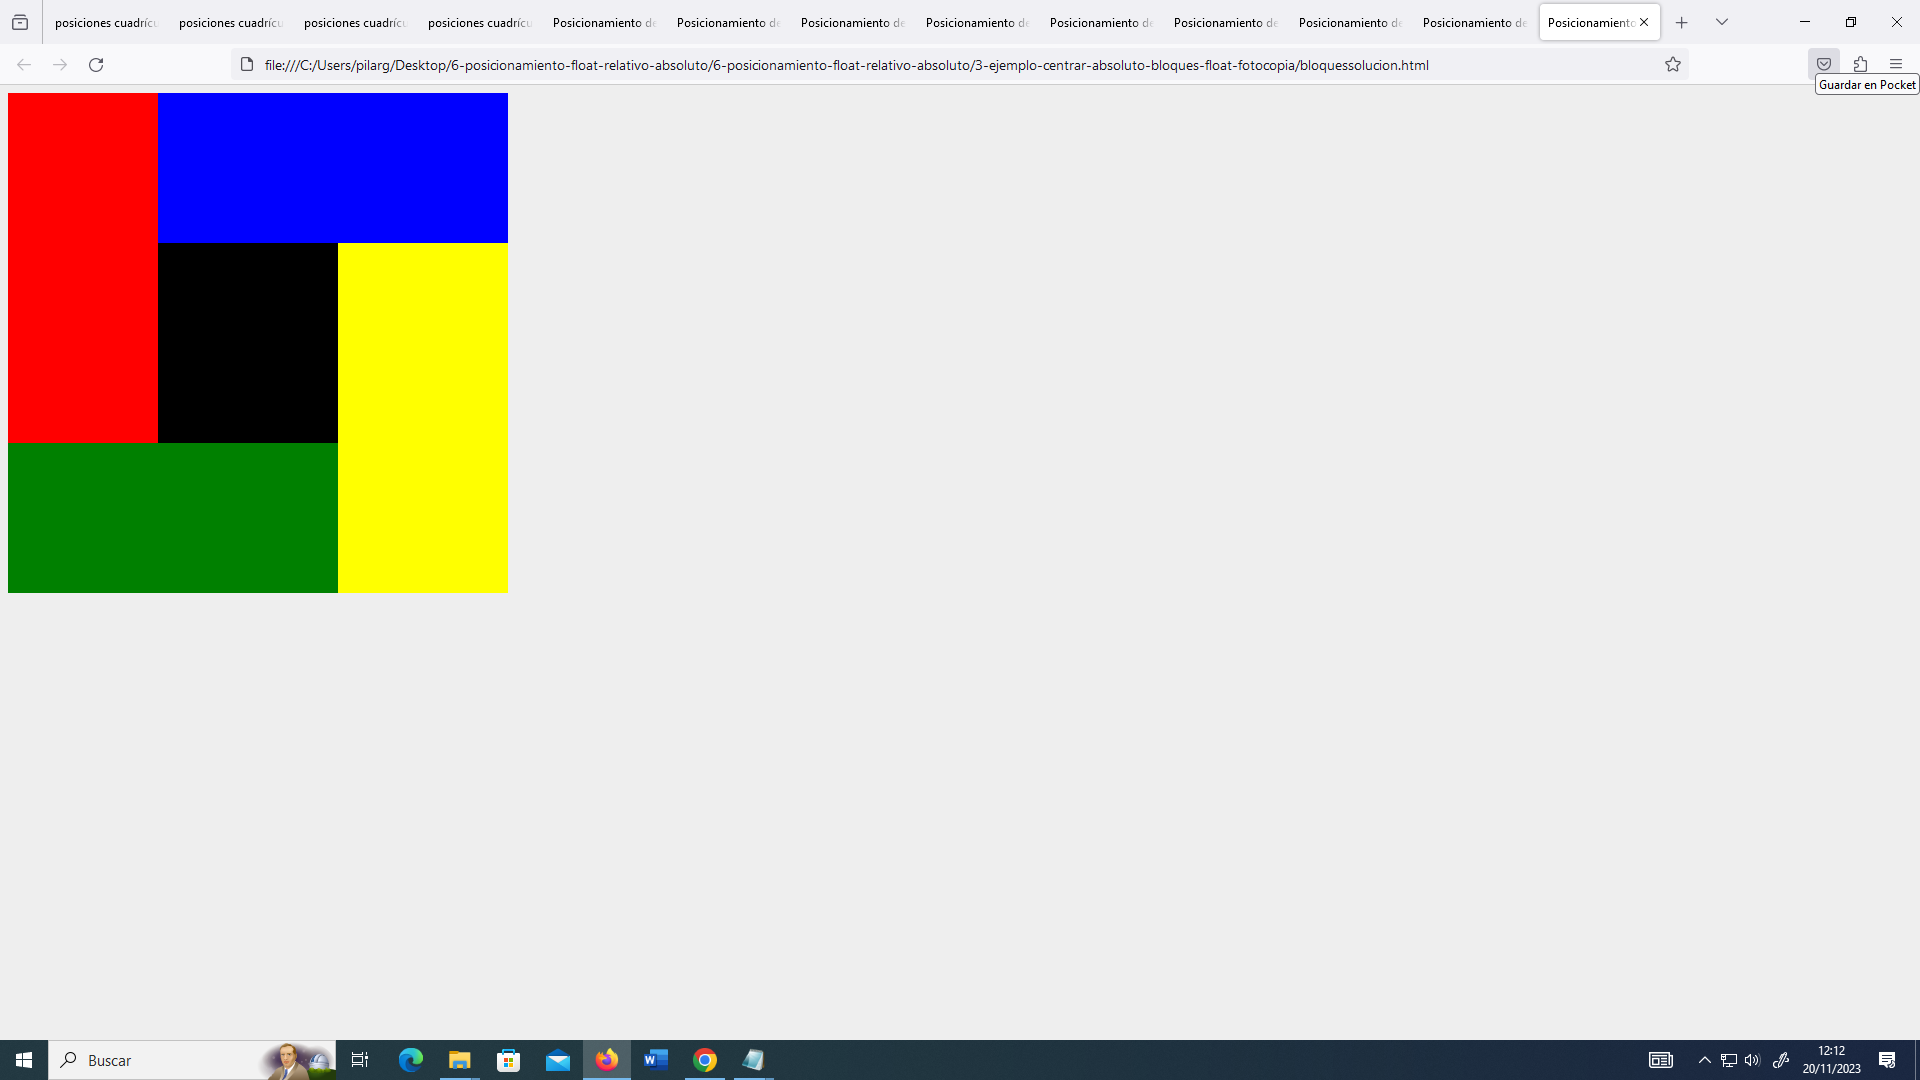 posiciones cuadrícu posiciones cuadrícu posiciones cuadrícu posiciones cuadrícu Posicionamiento de Posicionamiento de Posicionamiento de Posicionamiento de Posicionamiento de Posicionamiento de Posicionamiento de Posicionamiento de Posicionamiento
file:///C:/Users/pilarg/Desktop/6-posicionamiento-float-relativo-absoluto/6-posicionamiento-float-relativo-absoluto/3-ejemplo-centrar-absoluto-bloques-float-fotocopia/bloquessolucion.html
Guardar en Pocket
Buscar
12:12
20/11/2023